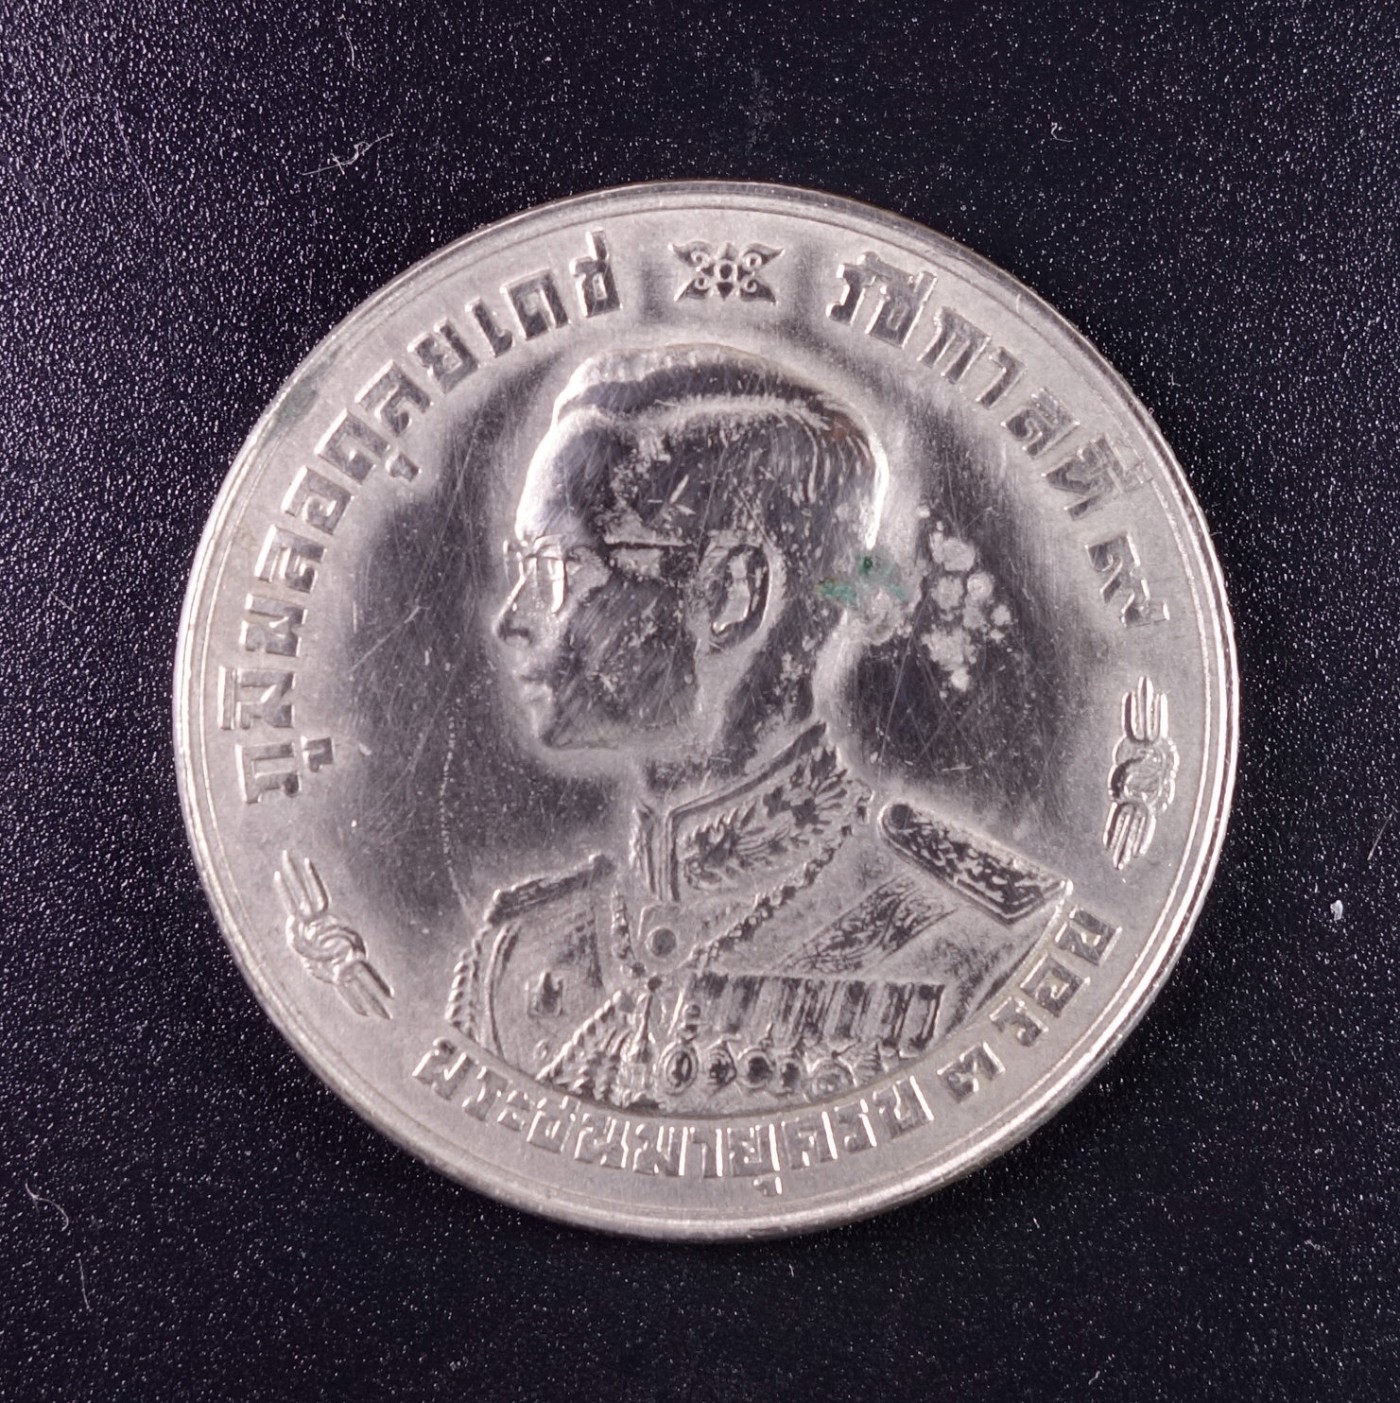 ภูมิพลอดุลยเดช
รัชกาลที่ ๙
พระชนมายุครบ ๓ รอบ